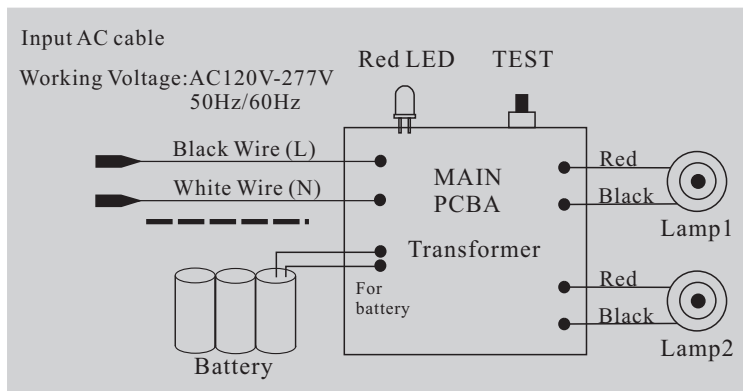 Input AC cable
Working Voltage:AC120V-277V
50Hz/60Hz
Red LED
TEST
Black Wire (L)
White Wire (N)
MAIN
PCBA
Transformer
For
battery
Battery
Red
Black
Lamp1
Red
Black
Lamp2